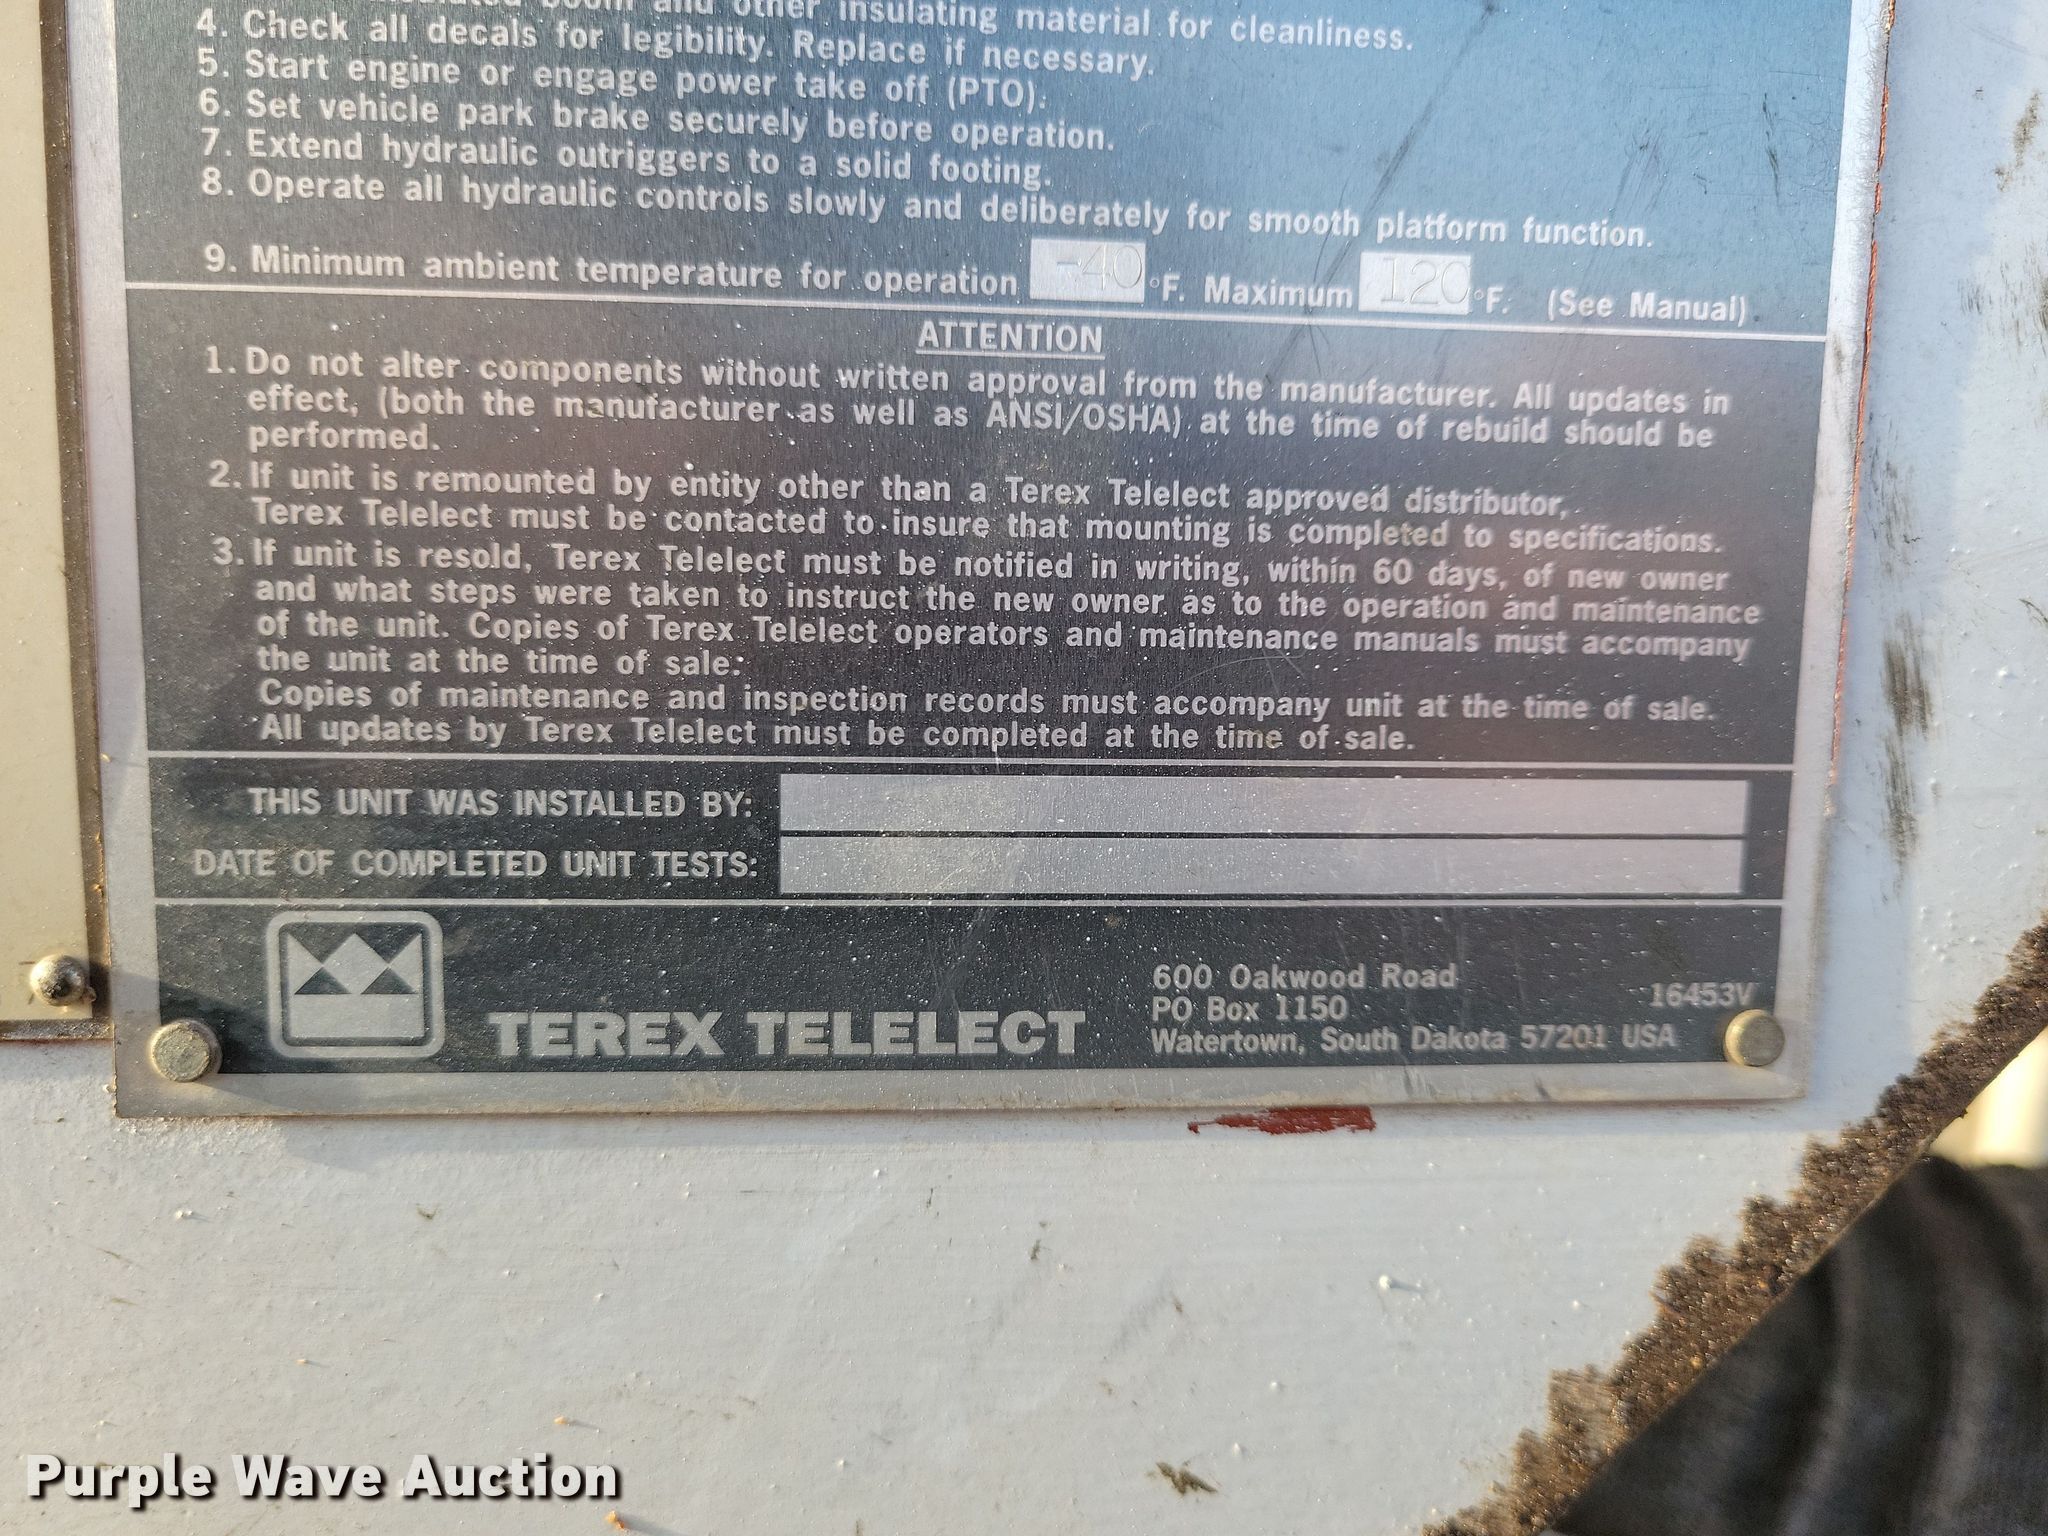 insulated boom and other insulating material for cleanliness.
4. Check all decals for legibility. Replace if necessary.
5. Start engine or engage power take off (PTO).
6. Set vehicle park brake securely before operation.
7. Extend hydraulic outriggers to a solid footing.
8. Operate all hydraulic controls slowly and deliberately for smooth platform function.
9. Minimum ambient temperature for operation -40 °F. Maximum 120 °F. (See Manual)
ATTENTION
1. Do not alter components without written approval from the manufacturer. All updates in
effect, (both the manufacturer as well as ANSI/OSHA) at the time of rebuild should be
performed.
2. If unit is remounted by entity other than a Terex Telelect approved distributor,
Terex Telelect must be contacted to insure that mounting is completed to specifications.
3. If unit is resold, Terex Telelect must be notified in writing, within 60 days, of new owner
and what steps were taken to instruct the new owner as to the operation and maintenance
of the unit. Copies of Terex Telelect operators and maintenance manuals must accompany
the unit at the time of sale.
Copies of maintenance and inspection records must accompany unit at the time of sale.
All updates by Terex Telelect must be completed at the time of sale.
THIS UNIT WAS INSTALLED BY:
DATE OF COMPLETED UNIT TESTS:
TEREX TELELECT
600 Oakwood Road
PO Box 1150
Watertown, South Dakota 57201 USA
16453V
Purple Wave Auction